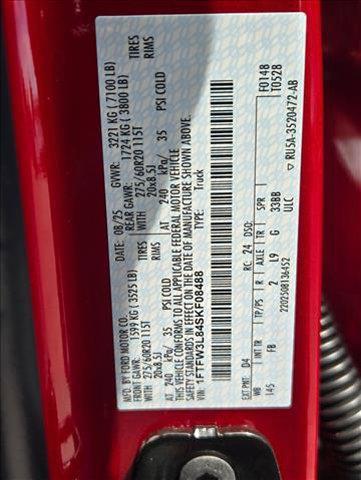 MFD. BY FORD MOTOR CO.
DATE: 08/25 GVWR: 3221 KG (7100 LB)
FRONT GAWR: 1599 KG (3525 LB) REAR GAWR: 1724 KG (3800 LB)
WITH 275/60R20 115T TIRES WITH 275/60R20 115T TIRES
20x8.5J RIMS 20x8.5J RIMS
AT 240 kPa/ 35 PSI COLD AT 240 kPa/ 35 PSI COLD
THIS VEHICLE CONFORMS TO ALL APPLICABLE FEDERAL MOTOR VEHICLE
SAFETY STANDARDS IN EFFECT ON THE DATE OF MANUFACTURE SHOWN ABOVE.
VIN: 1FTFW3L84SKF08488
TYPE: Truck
F0148
T0528
EXT PNT: D4 RC: 24 DSO:
WB INT TR TP/PS R AXLE TR SPR
145 FB 2 L9 G 33BB
ULC
2202508136452
RU5A-3520472-AB